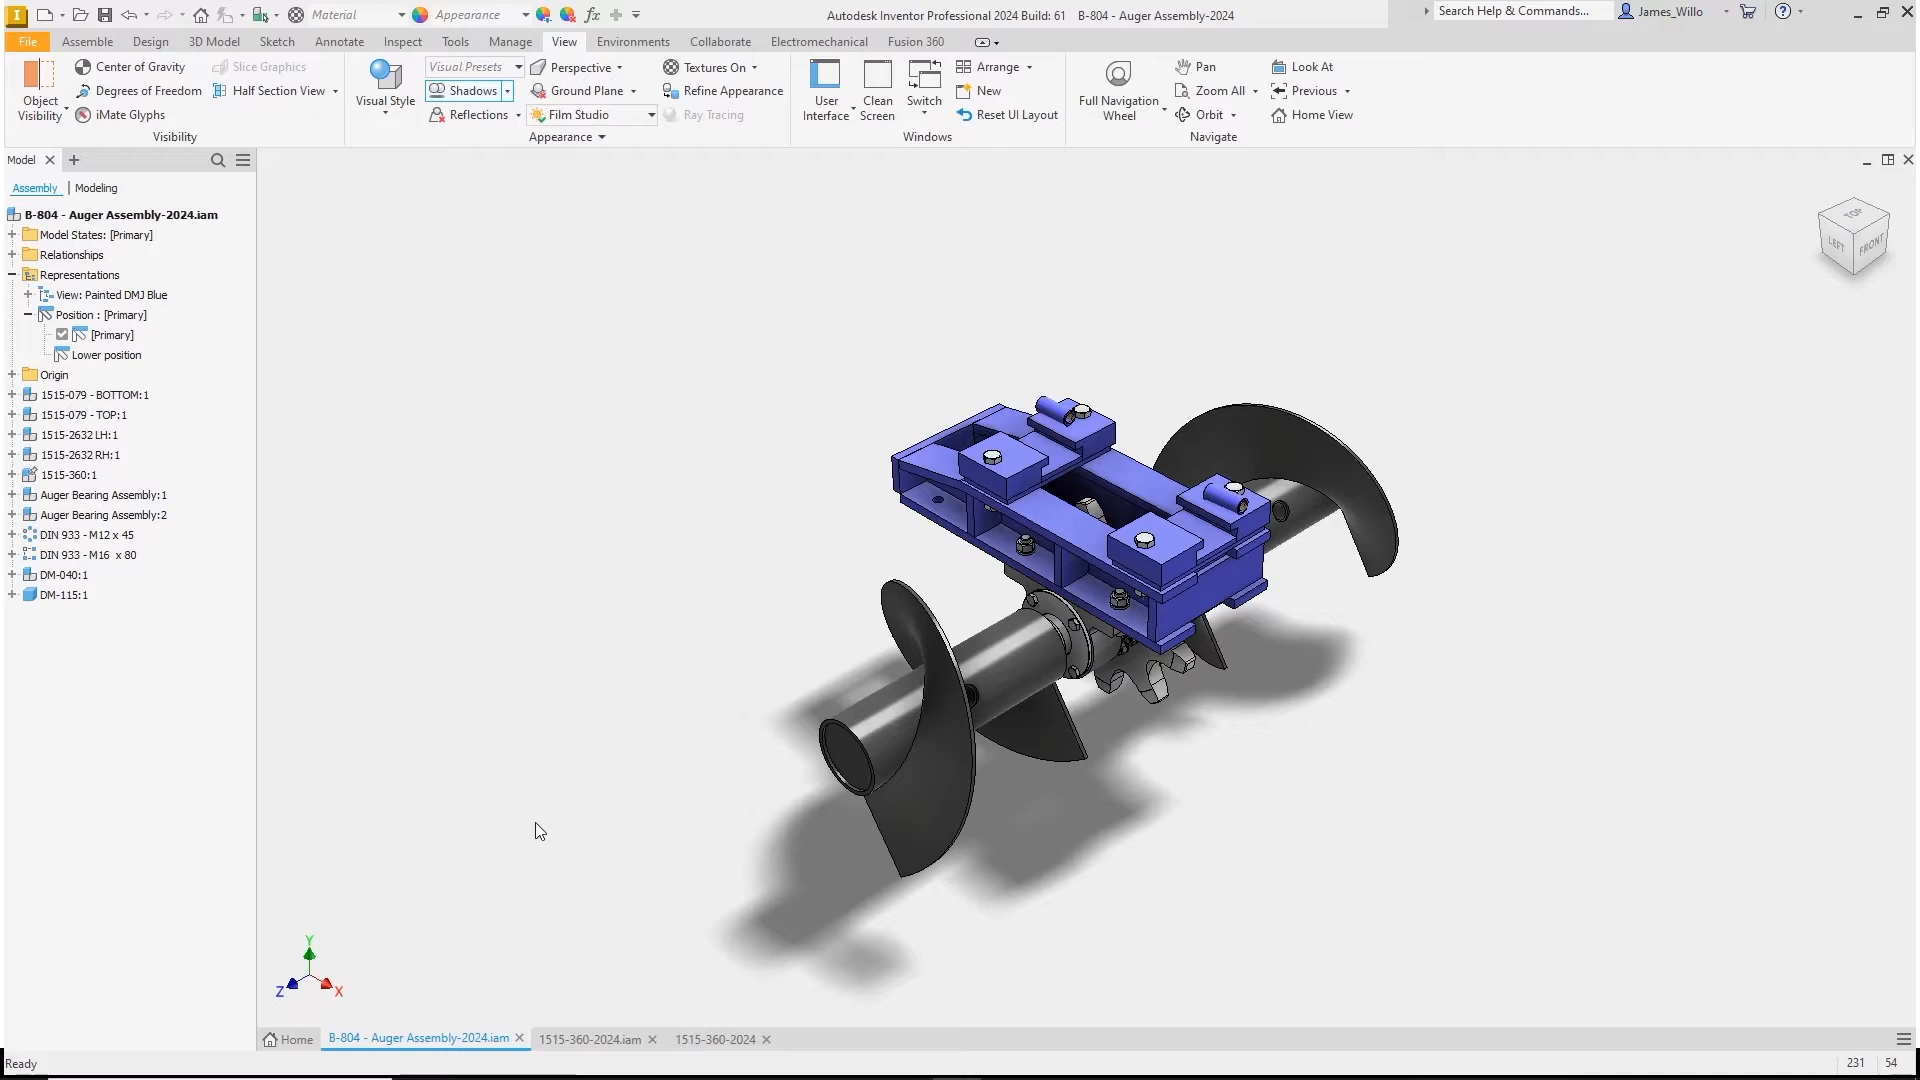 Material
Appearance
Autodesk Inventor Professional 2024 Build: 61 B-804 - Auger Assembly-2024
Search Help & Commands...
James_Willo
File Assemble Design 3D Model Sketch Annotate Inspect Tools Manage View Environments Collaborate Electromechanical Fusion 360
Object Visibility
Center of Gravity
Degrees of Freedom
iMate Glyphs
Slice Graphics
Half Section View
Visibility
Visual Style
Visual Presets
Shadows
Reflections
Perspective
Ground Plane
Film Studio
Textures On
Refine Appearance
Ray Tracing
Appearance
User Interface
Clean Screen
Switch
Arrange
New
Reset UI Layout
Windows
Full Navigation Wheel
Pan
Zoom All
Orbit
Look At
Previous
Home View
Navigate
Model
Assembly | Modeling
B-804 - Auger Assembly-2024.iam
Model States: [Primary]
Relationships
Representations
View: Painted DMJ Blue
Position : [Primary]
[Primary]
Lower position
Origin
1515-079 - BOTTOM:1
1515-079 - TOP:1
1515-2632 LH:1
1515-2632 RH:1
1515-360:1
Auger Bearing Assembly:1
Auger Bearing Assembly:2
DIN 933 - M12 x 45
DIN 933 - M16 x 80
DM-040:1
DM-115:1
TOP
LEFT
FRONT
Y
Z
X
Home
B-804 - Auger Assembly-2024.iam
1515-360-2024.iam
1515-360-2024
Ready
231 54